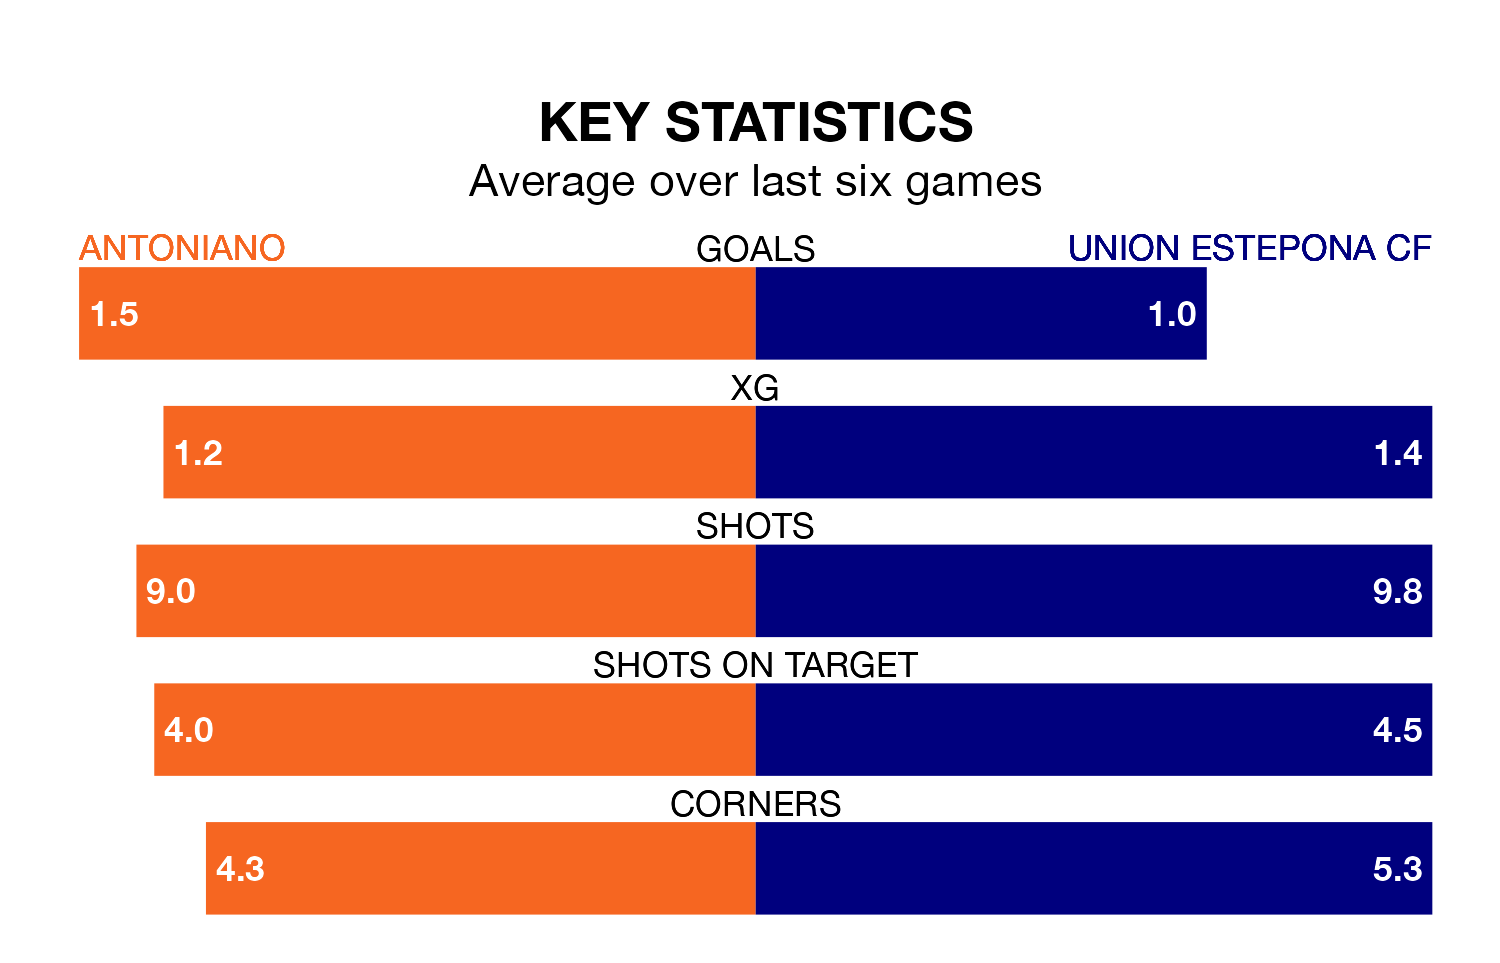 KEY STATISTICS
Average over last six games
ANTONIANO GOALS UNION ESTEPONA CF
1.5 1.0
XG
1.2 1.4
SHOTS
9.0 9.8
SHOTS ON TARGET
4.0 4.5
CORNERS
4.3 5.3